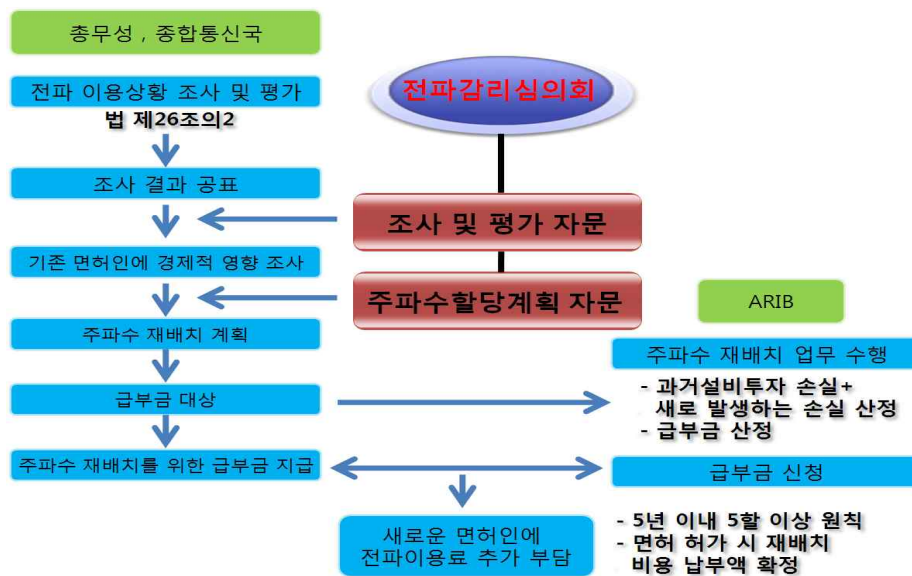 총무성 , 종합통신국
전파 이용상황 조사 및 평가
법 제26조의2
조사 결과 공표
기존 면허인에 경제적 영향 조사
주파수 재배치 계획
급부금 대상
주파수 재배치를 위한 급부금 지급
전파감리심의회
조사 및 평가 자문
주파수할당계획 자문
ARIB
주파수 재배치 업무 수행
- 과거설비투자 손실+
새로 발생하는 손실 산정
- 급부금 산정
급부금 신청
- 5년 이내 5할 이상 원칙
- 면허 허가 시 재배치
비용 납부액 확정
새로운 면허인에
전파이용료 추가 부담